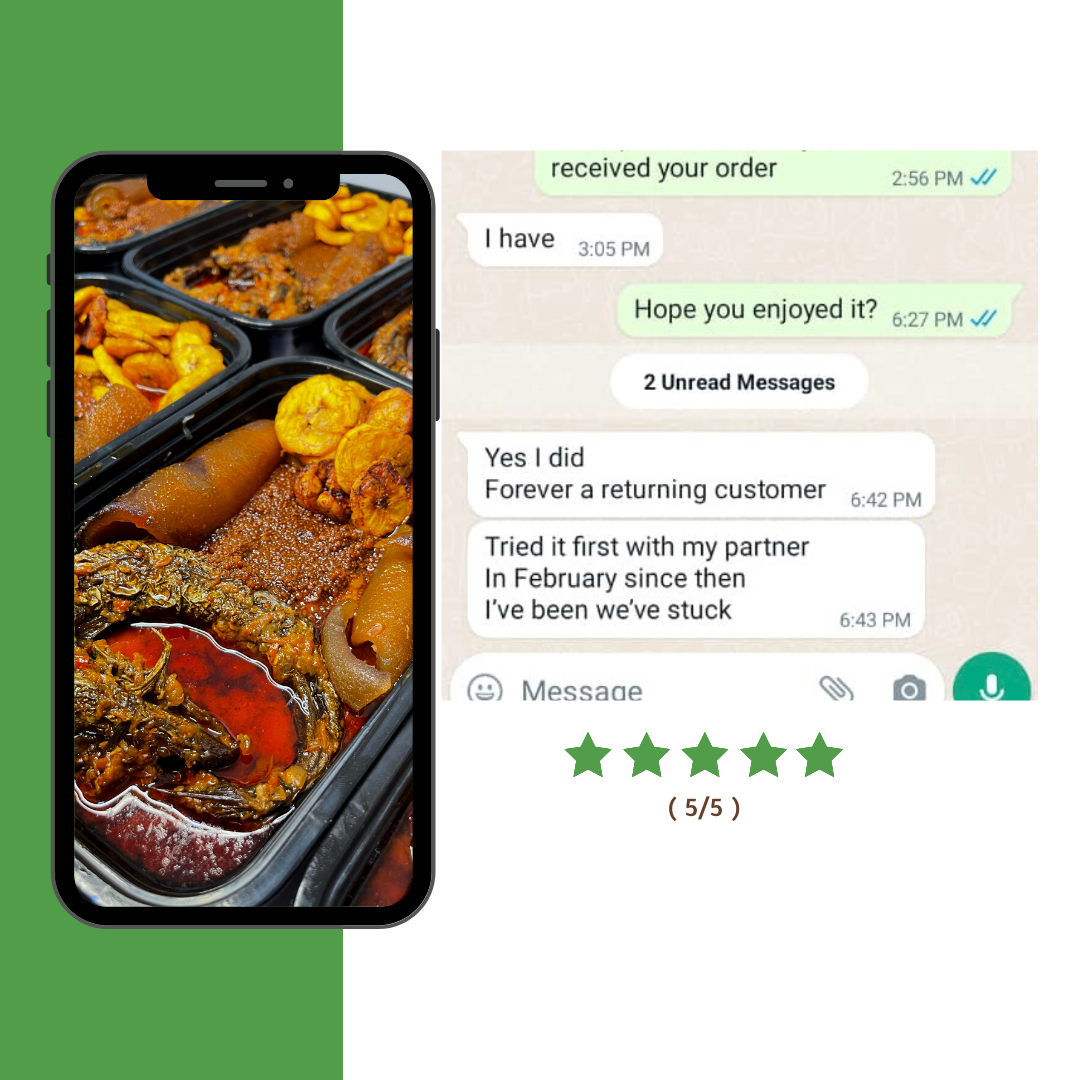 received your order
2:56 PM
I have
3:05 PM
Hope you enjoyed it?
6:27 PM
2 Unread Messages
Yes I did
Forever a returning customer
6:42 PM
Tried it first with my partner
In February since then
I've been we've stuck
6:43 PM
Message
( 5/5 )